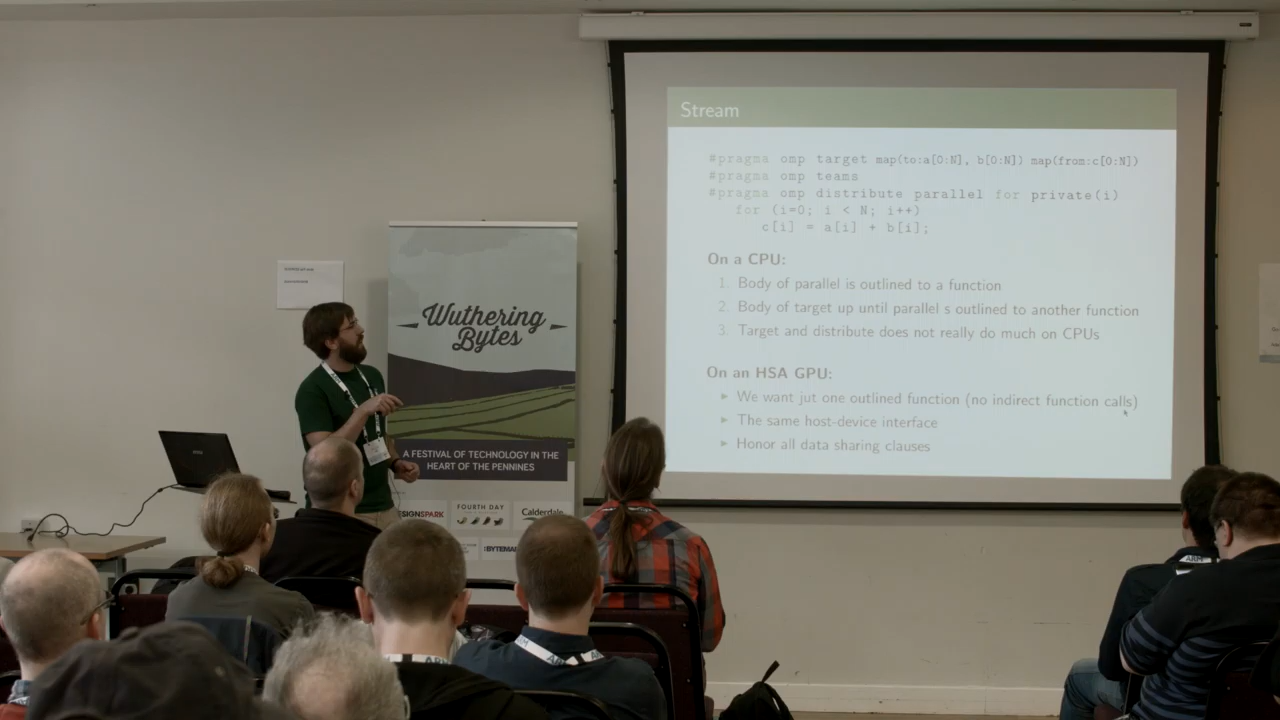 Stream
#pragma omp target map(to:a[0:N], b[0:N]) map(from:c[0:N])
#pragma omp teams
#pragma omp distribute parallel for private(i)
for (i=0; i < N; i++)
c[i] = a[i] + b[i];
On a CPU:
1. Body of parallel is outlined to a function
2. Body of target up until parallel s outlined to another function
3. Target and distribute does not really do much on CPUs
On an HSA GPU:
▶ We want jut one outlined function (no indirect function calls)
▶ The same host-device interface
▶ Honor all data sharing clauses
Wuthering
Bytes
A FESTIVAL OF TECHNOLOGY IN THE
HEART OF THE PENNINES
FOURTH DAY
Calderdale
ARM